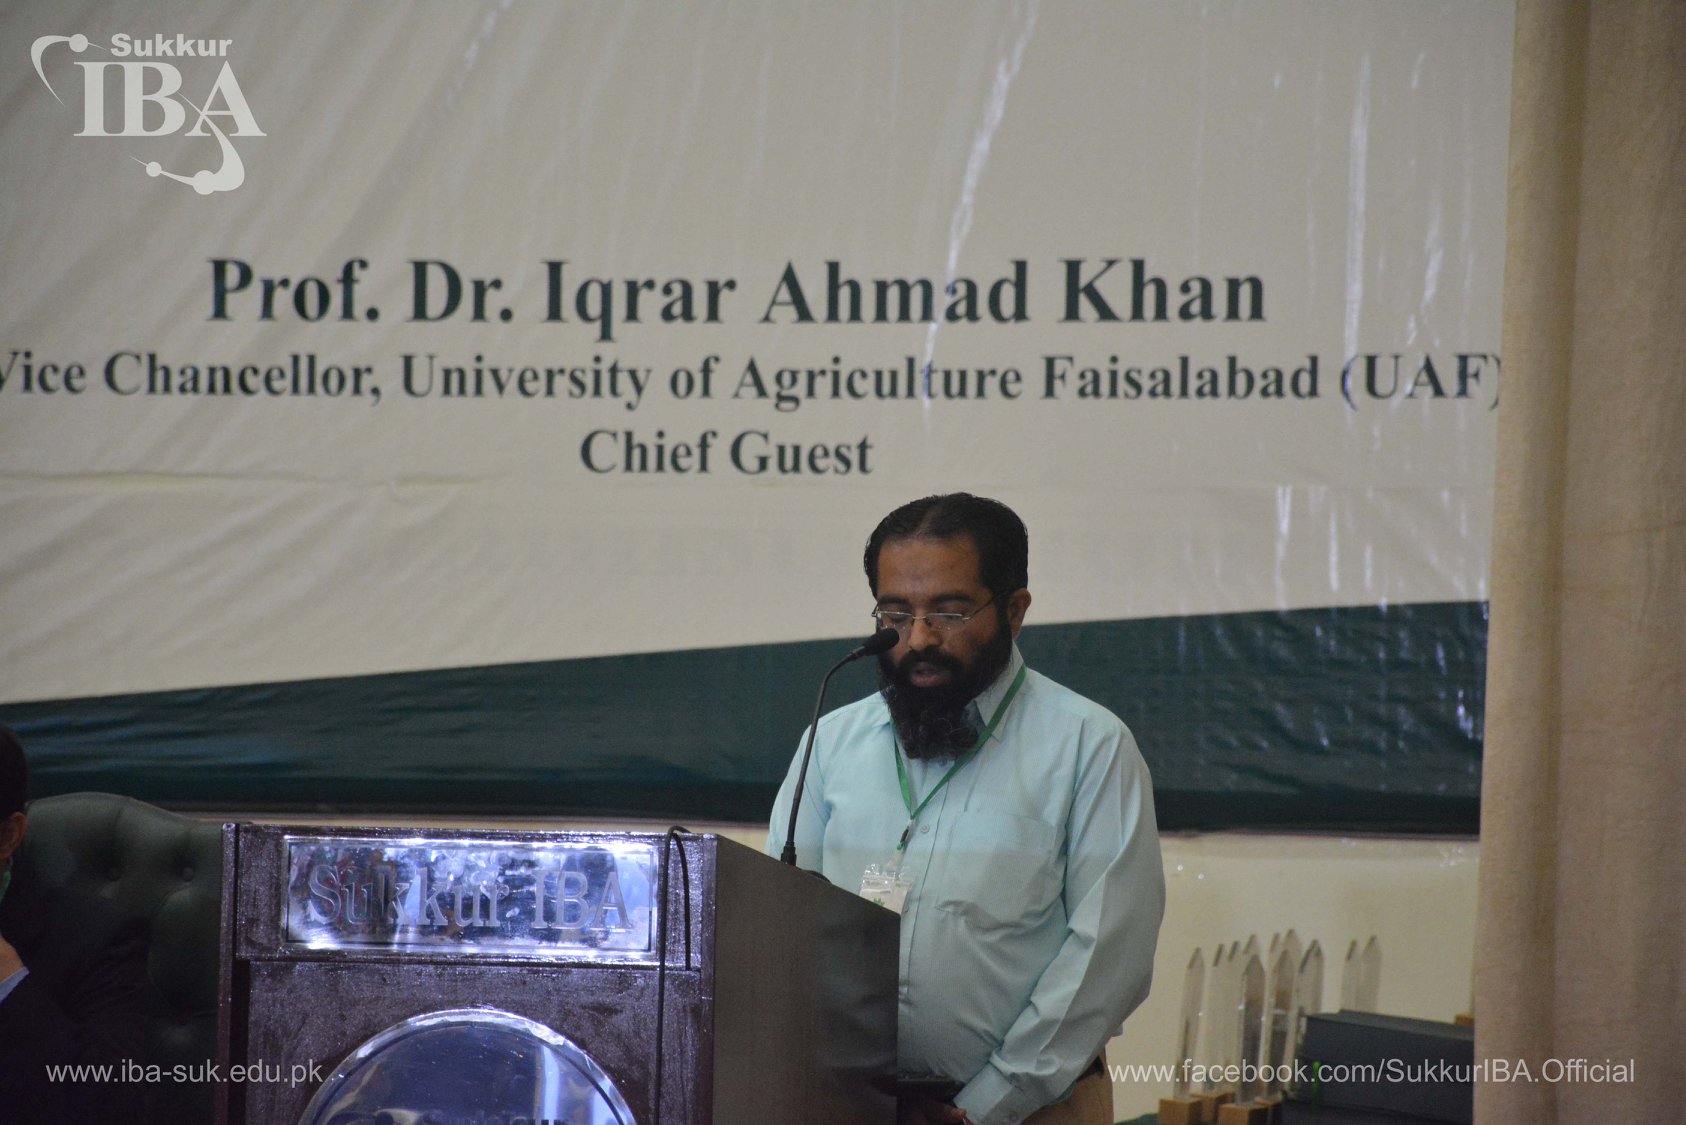 Sukkur
IBA
Prof. Dr. Iqrar Ahmad Khan
Vice Chancellor, University of Agriculture Faisalabad (UAF)
Chief Guest
Sukkur IBA
www.iba-suk.edu.pk
www.facebook.com/SukkurIBA.Official